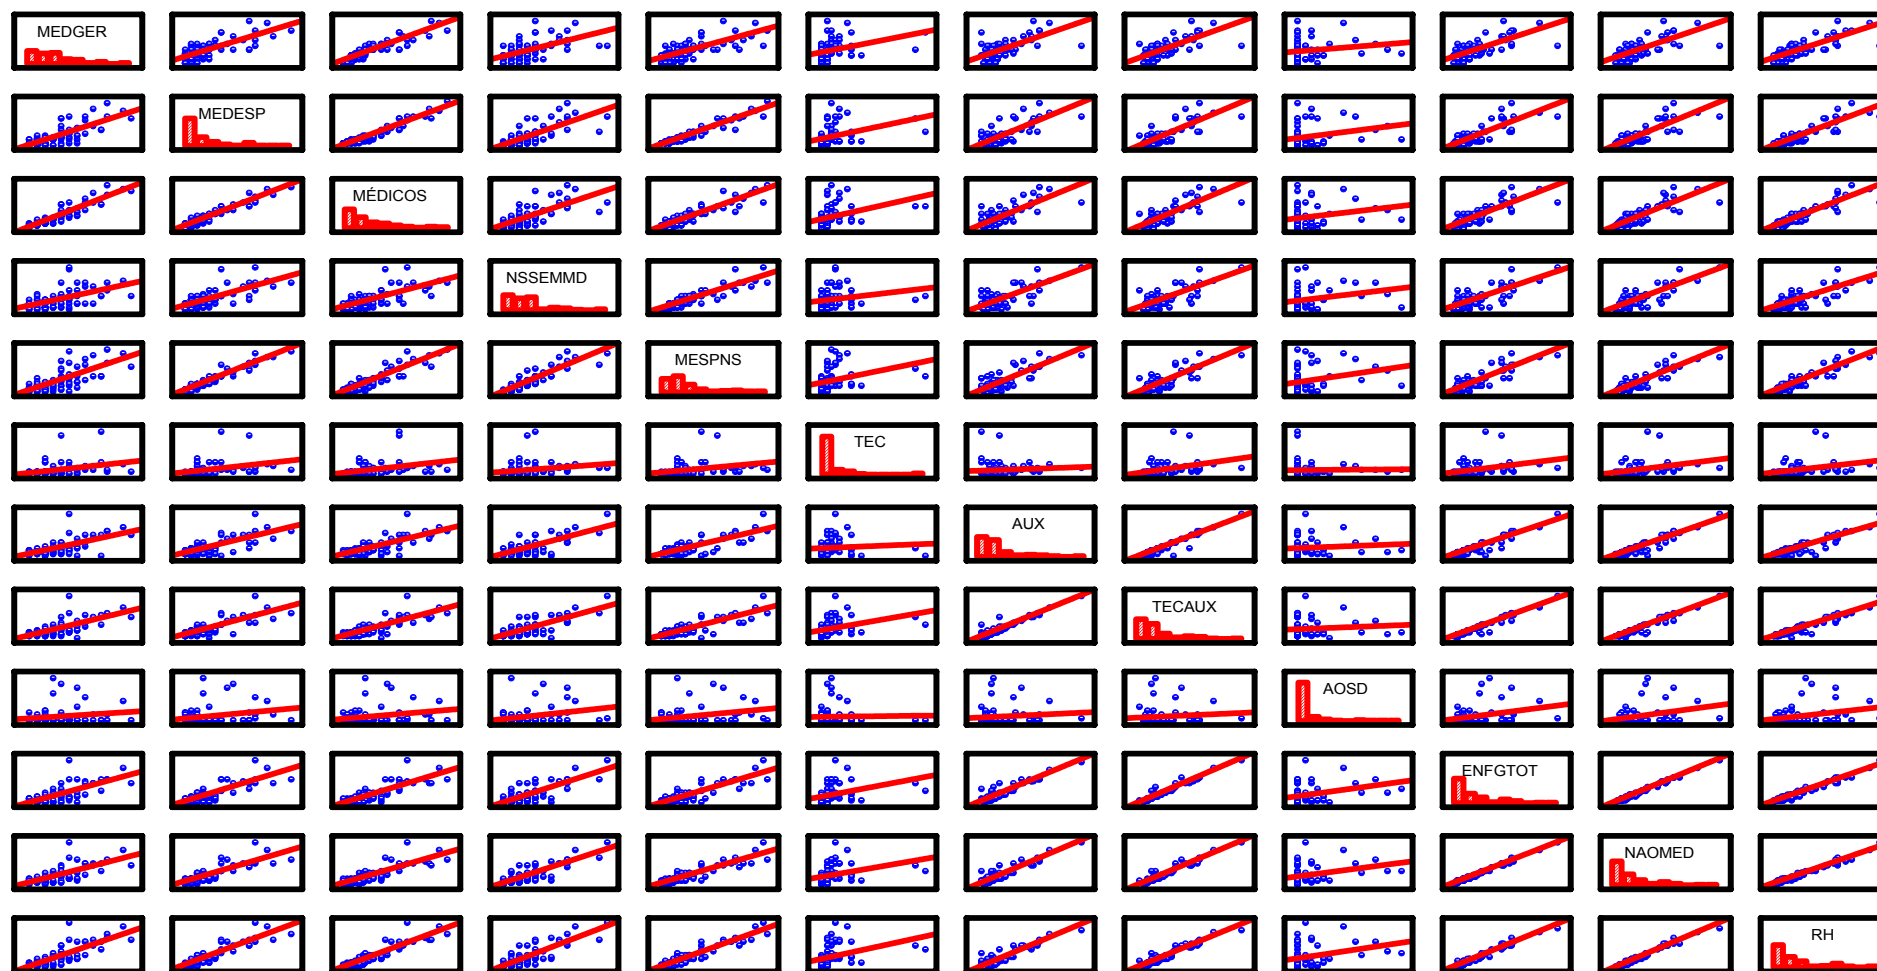 MEDGER
MEDESP
MÉDICOS
NSSEMMD
MESPNS
TEC
AUX
TECAUX
AOSD
ENFGTOT
NAOMED
RH